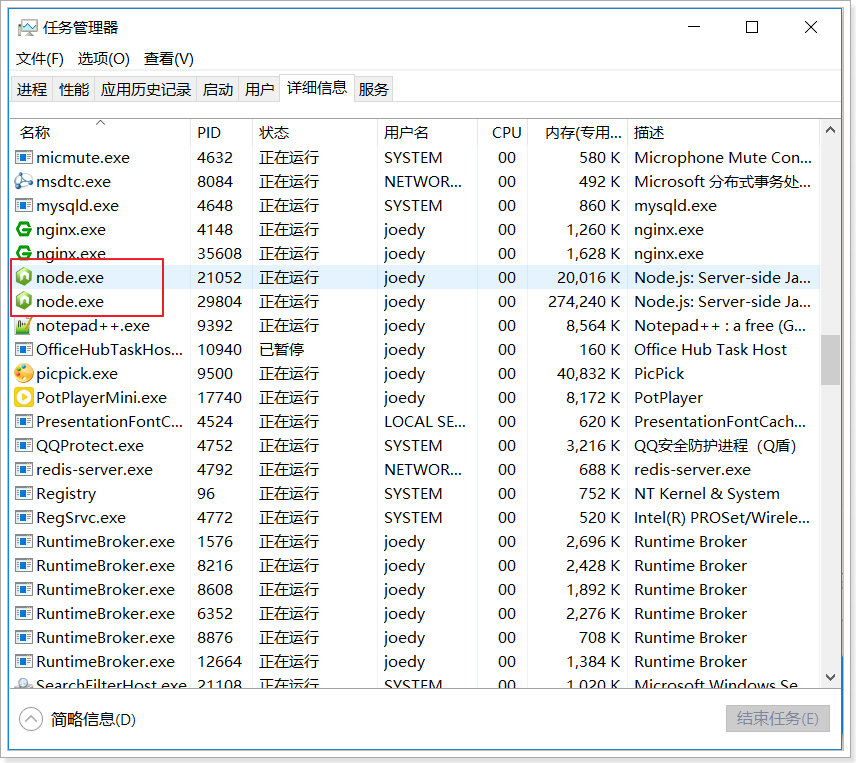 任务管理器
文件(F) 选项(O) 查看(V)
进程 性能 应用历史记录 启动 用户 详细信息 服务
名称 PID 状态 用户名 CPU 内存(专用... 描述
micmute.exe 4632 正在运行 SYSTEM 00 580 K Microphone Mute Con...
msdtc.exe 8084 正在运行 NETWOR... 00 492 K Microsoft 分布式事务处...
mysqld.exe 4648 正在运行 SYSTEM 00 860 K mysqld.exe
nginx.exe 4148 正在运行 joedy 00 1,260 K nginx.exe
nginx.exe 35608 正在运行 joedy 00 1,628 K nginx.exe
node.exe 21052 正在运行 joedy 00 20,016 K Node.js: Server-side Ja...
node.exe 29804 正在运行 joedy 00 274,240 K Node.js: Server-side Ja...
notepad++.exe 9392 正在运行 joedy 00 8,564 K Notepad++ : a free (G...
OfficeHubTaskHos... 10940 已暂停 joedy 00 160 K Office Hub Task Host
picpick.exe 9500 正在运行 joedy 00 40,832 K PicPick
PotPlayerMini.exe 17740 正在运行 joedy 00 8,172 K PotPlayer
PresentationFontC... 4524 正在运行 LOCAL SE... 00 620 K PresentationFontCach...
QQProtect.exe 4752 正在运行 SYSTEM 00 3,216 K QQ安全防护进程（Q盾）
redis-server.exe 4792 正在运行 NETWOR... 00 688 K redis-server.exe
Registry 96 正在运行 SYSTEM 00 752 K NT Kernel & System
RegSrvc.exe 4772 正在运行 SYSTEM 00 520 K Intel(R) PROSet/Wirele...
RuntimeBroker.exe 1576 正在运行 joedy 00 2,696 K Runtime Broker
RuntimeBroker.exe 8216 正在运行 joedy 00 2,428 K Runtime Broker
RuntimeBroker.exe 8608 正在运行 joedy 00 1,892 K Runtime Broker
RuntimeBroker.exe 6352 正在运行 joedy 00 2,276 K Runtime Broker
RuntimeBroker.exe 8876 正在运行 joedy 00 708 K Runtime Broker
RuntimeBroker.exe 12664 正在运行 joedy 00 1,384 K Runtime Broker
SearchFilterHost.exe 21108 正在运行 SYSTEM 00 1,020 K Microsoft Windows Se...
简略信息(D) 结束任务(E)